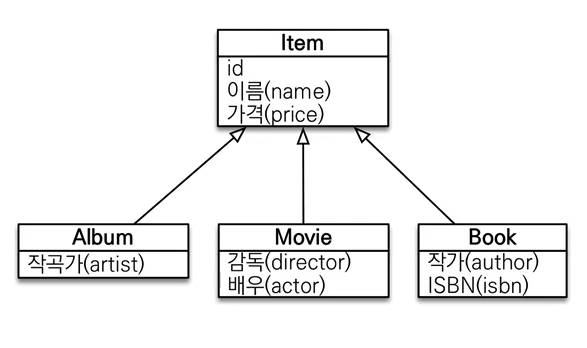 Item
id
이름(name)
가격(price)
Album
작곡가(artist)
Movie
감독(director)
배우(actor)
Book
작가(author)
ISBN(isbn)